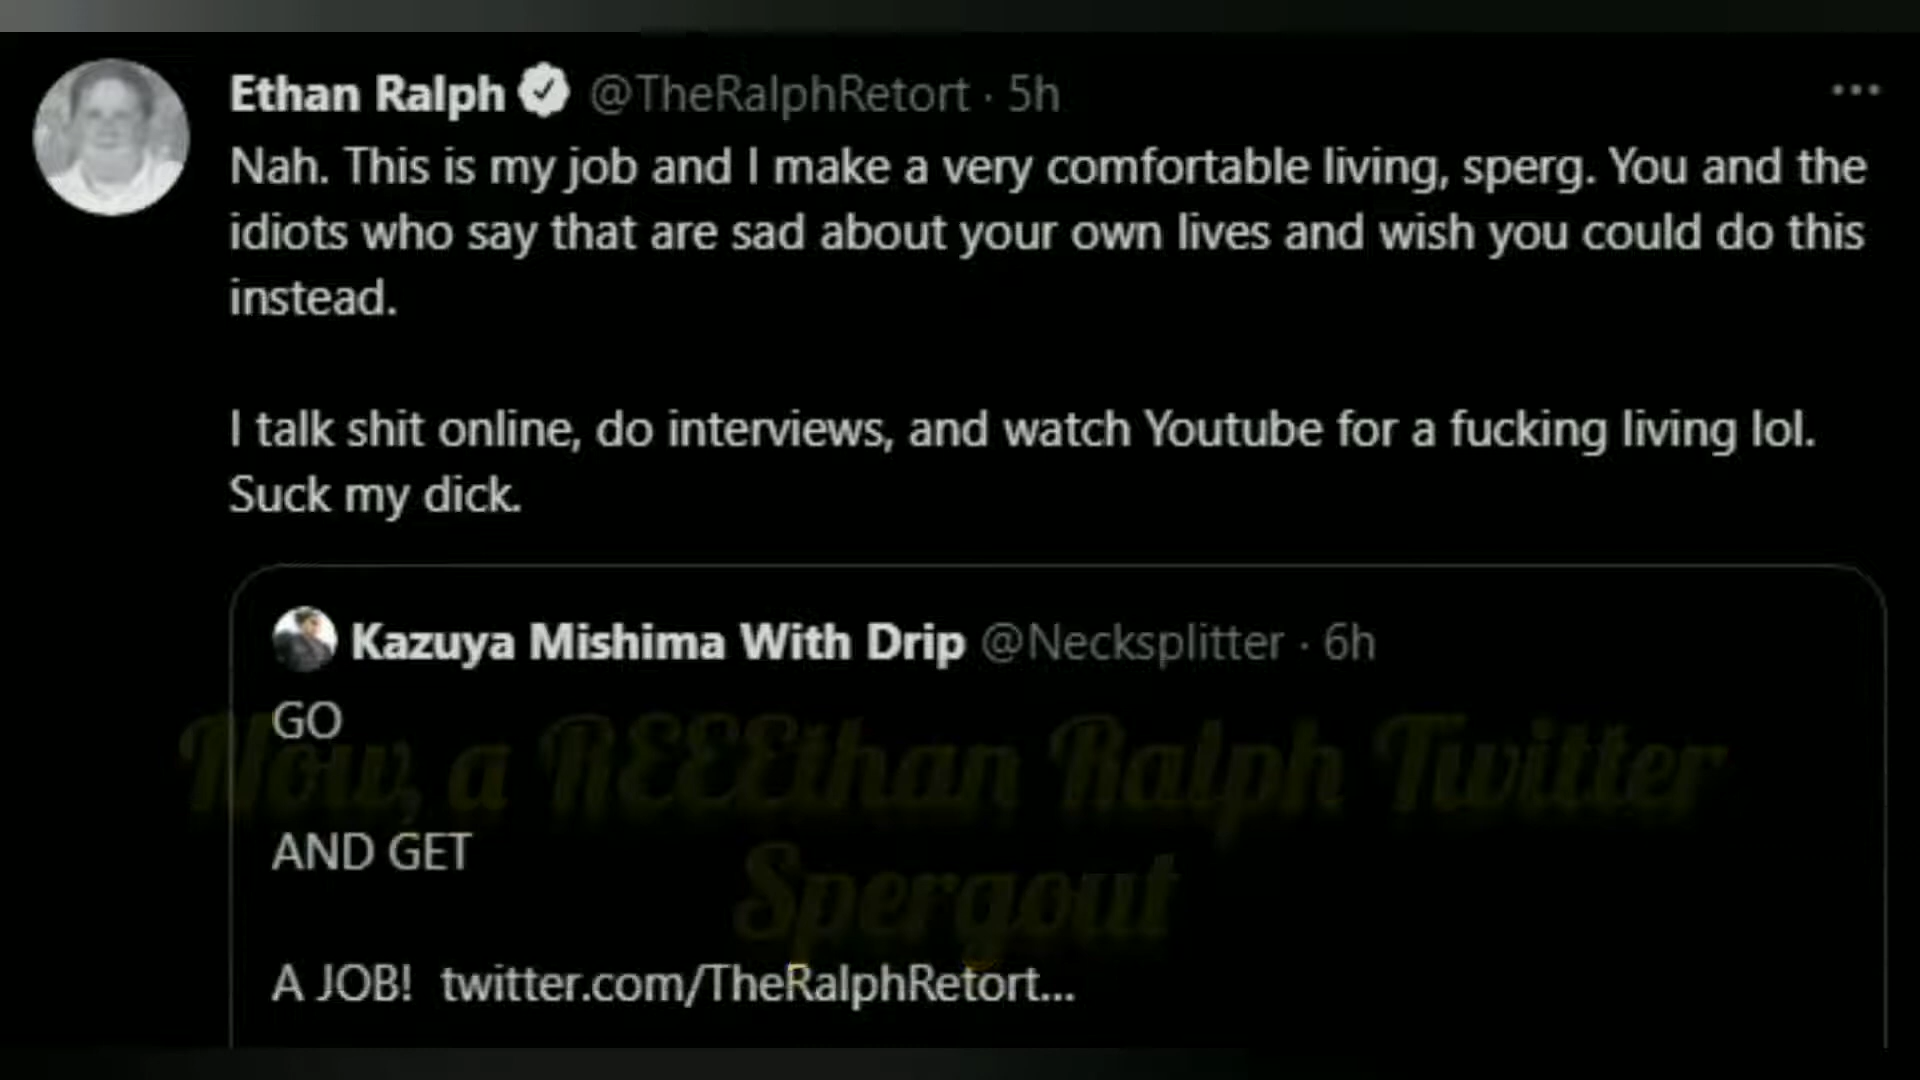 Ethan Ralph @TheRalphRetort · 5h
Nah. This is my job and I make a very comfortable living, sperg. You and the
idiots who say that are sad about your own lives and wish you could do this
instead.
I talk shit online, do interviews, and watch Youtube for a fucking living lol.
Suck my dick.
Kazuya Mishima With Drip @Necksplitter · 6h
GO
Now, a REEEthan Ralph Twitter
AND GET
Spergout
A JOB! twitter.com/TheRalphRetort...